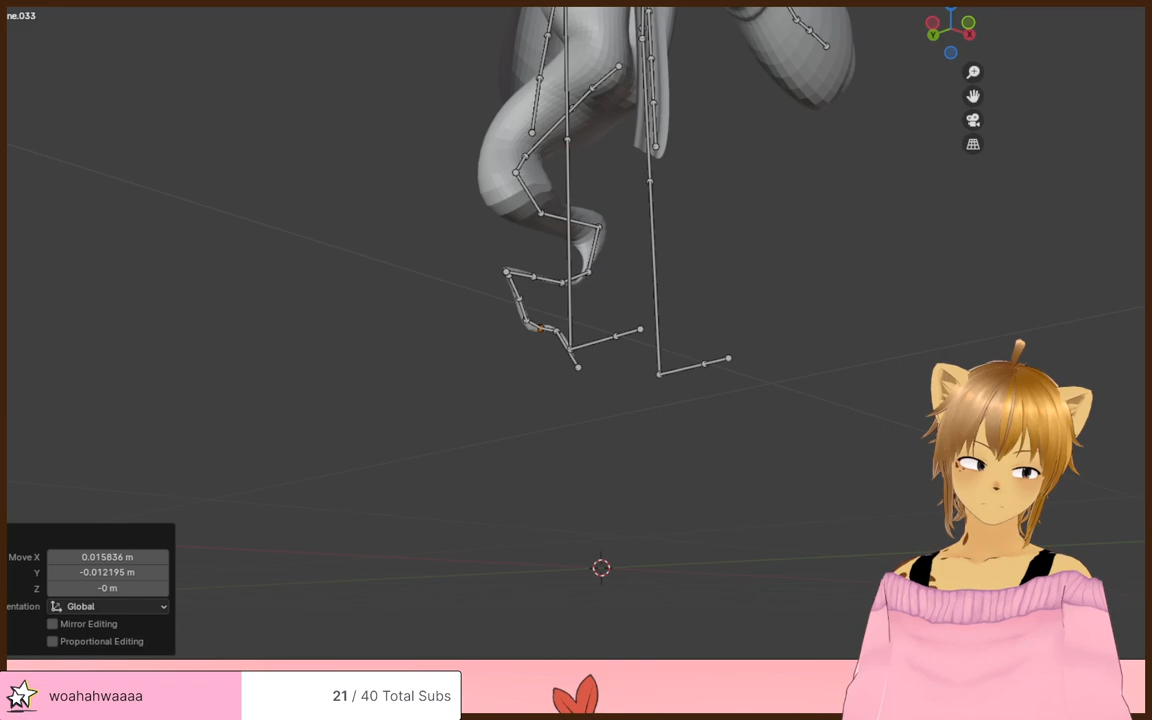 ne.033
Y
X
Move X 0.015836 m
Y -0.012195 m
Z -0 m
entation Global
Mirror Editing
Proportional Editing
woahahwaaaa 21 / 40 Total Subs